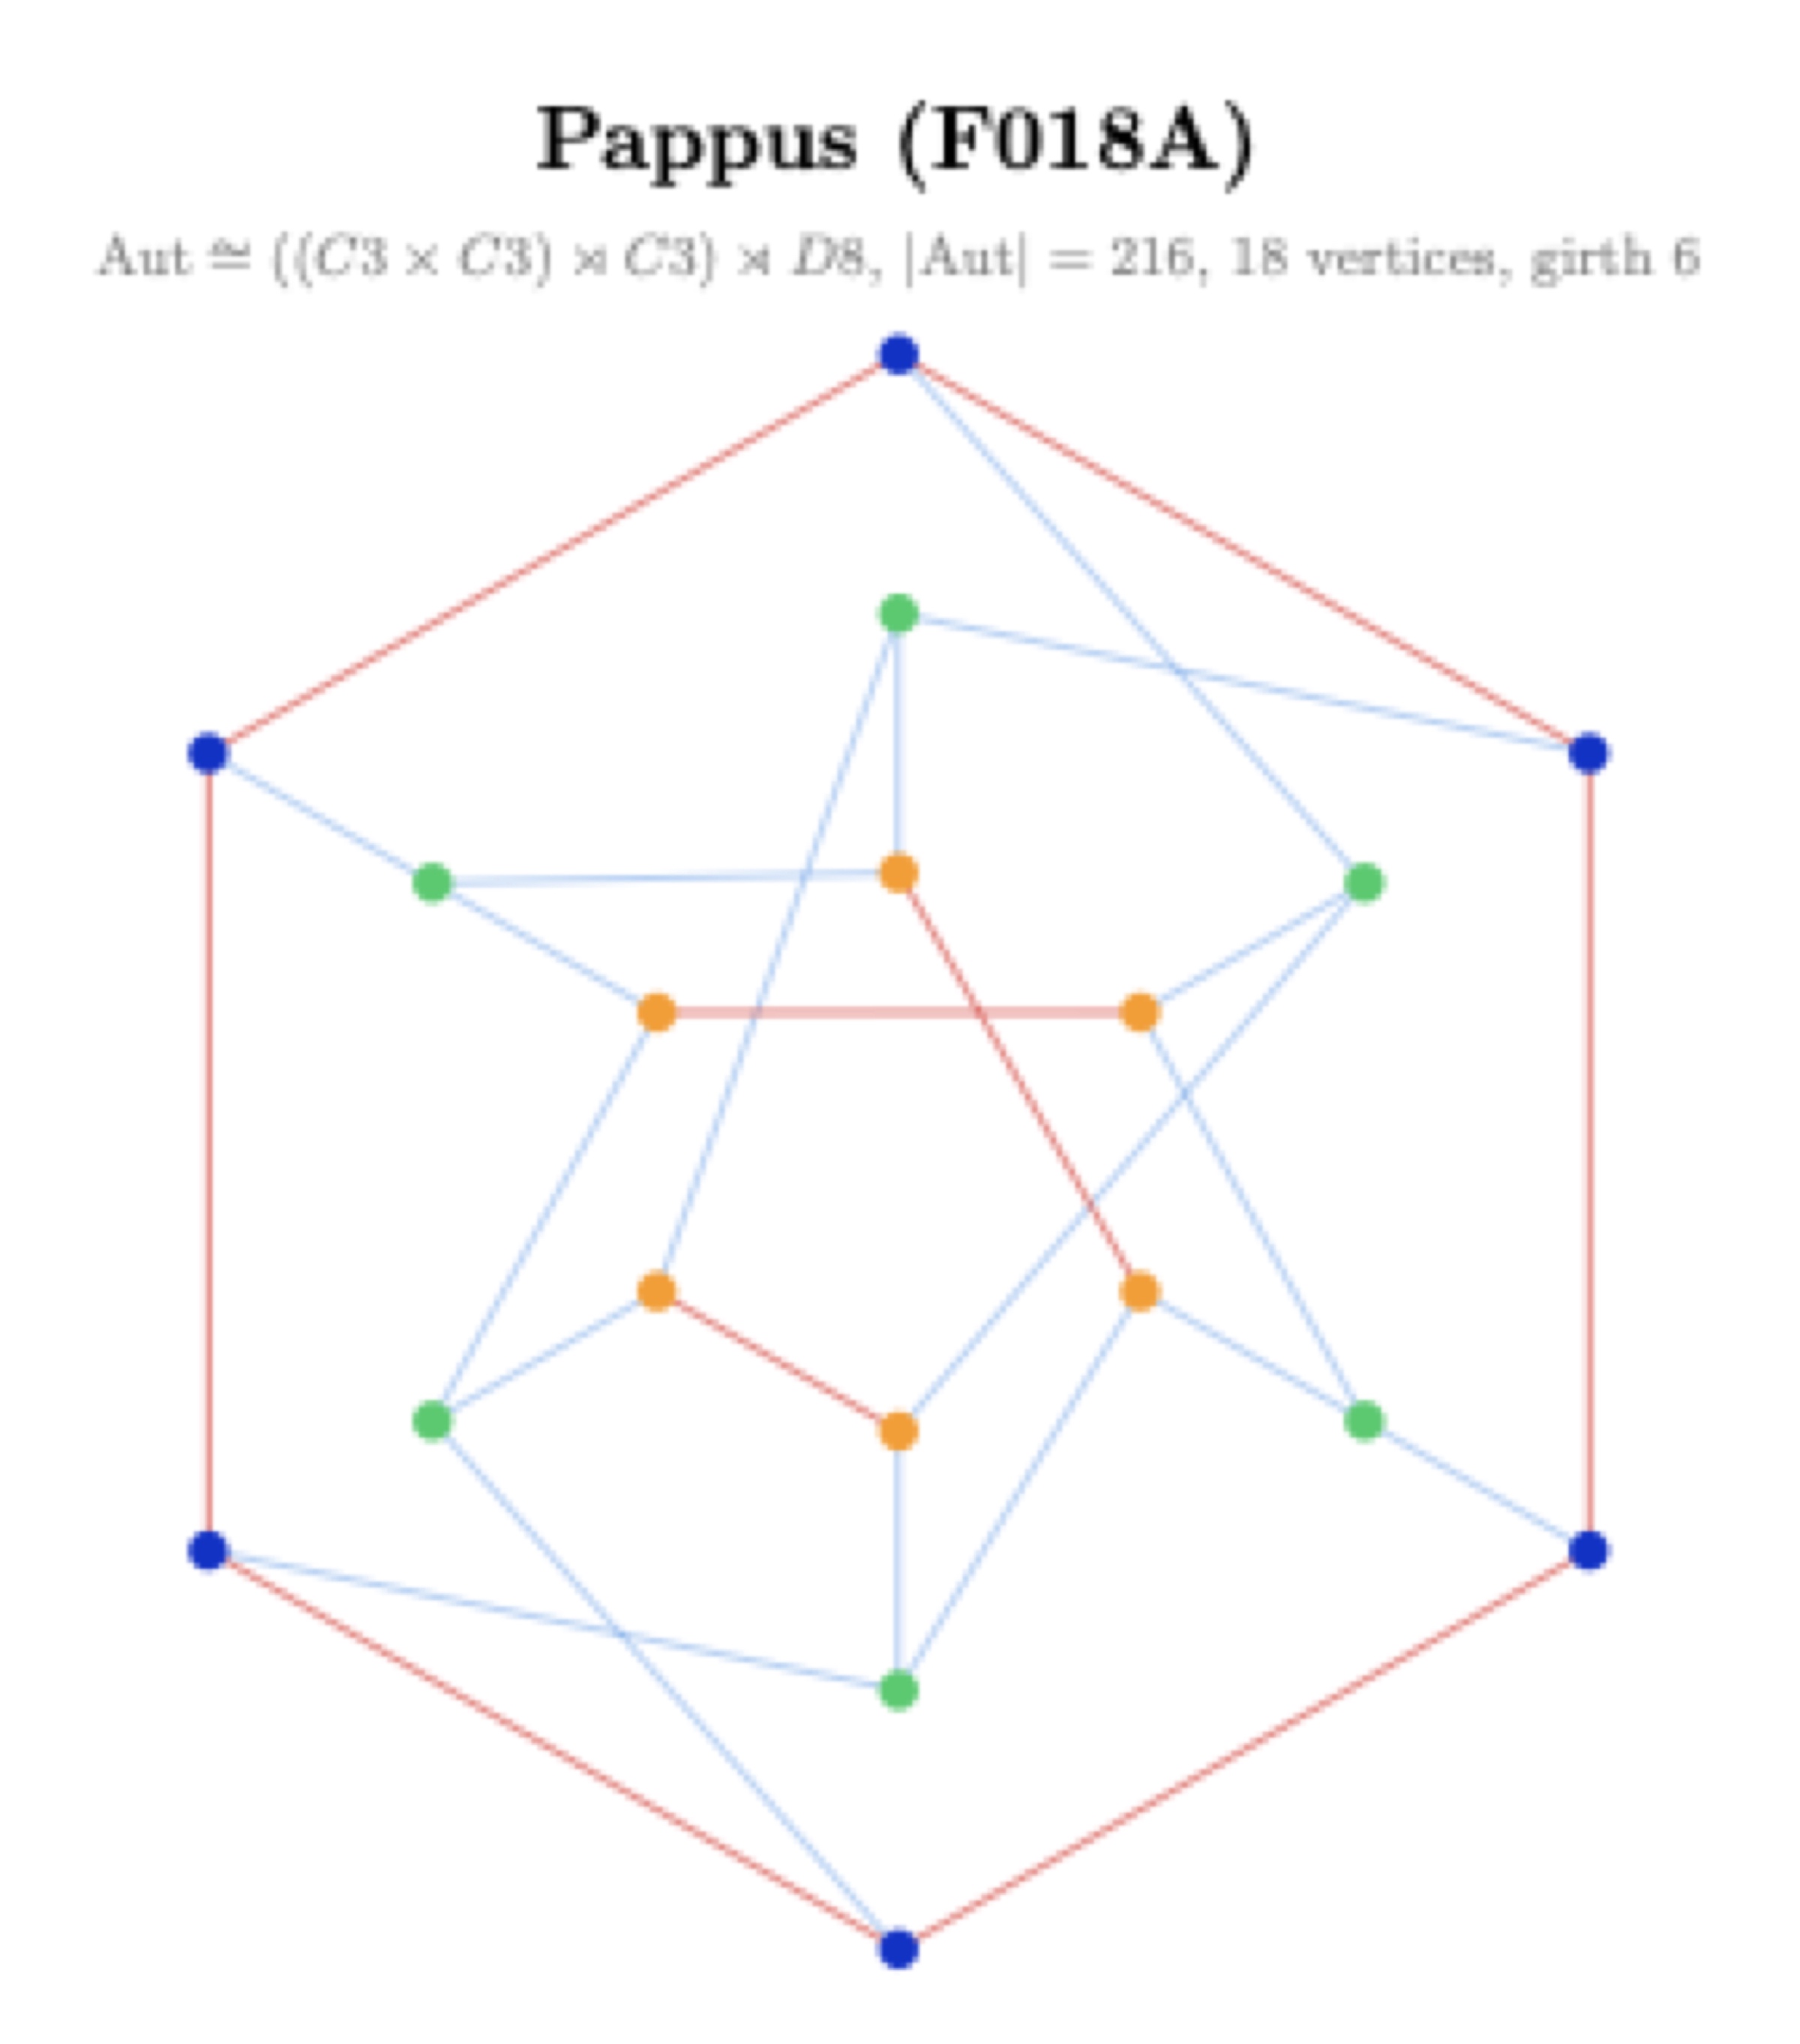 Pappus (F018A)
Aut ≅ ((C3 × C3) ⋊ C3) ⋊ D8, |Aut| = 216, 18 vertices, girth 6